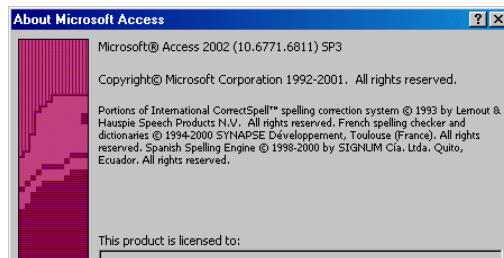 About Microsoft Access
Microsoft® Access 2002 (10.6771.6811) SP3
Copyright© Microsoft Corporation 1992-2001.  All rights reserved.
Portions of International CorrectSpell™ spelling correction system © 1993 by Lernout &
Hauspie Speech Products N.V.  All rights reserved. French spelling checker and
dictionaries © 1994-2000 SYNAPSE Développement, Toulouse (France). All rights
reserved. Spanish Spelling Engine © 1998-2000 by SIGNUM Cía. Ltda. Quito,
Ecuador. All rights reserved.
This product is licensed to: